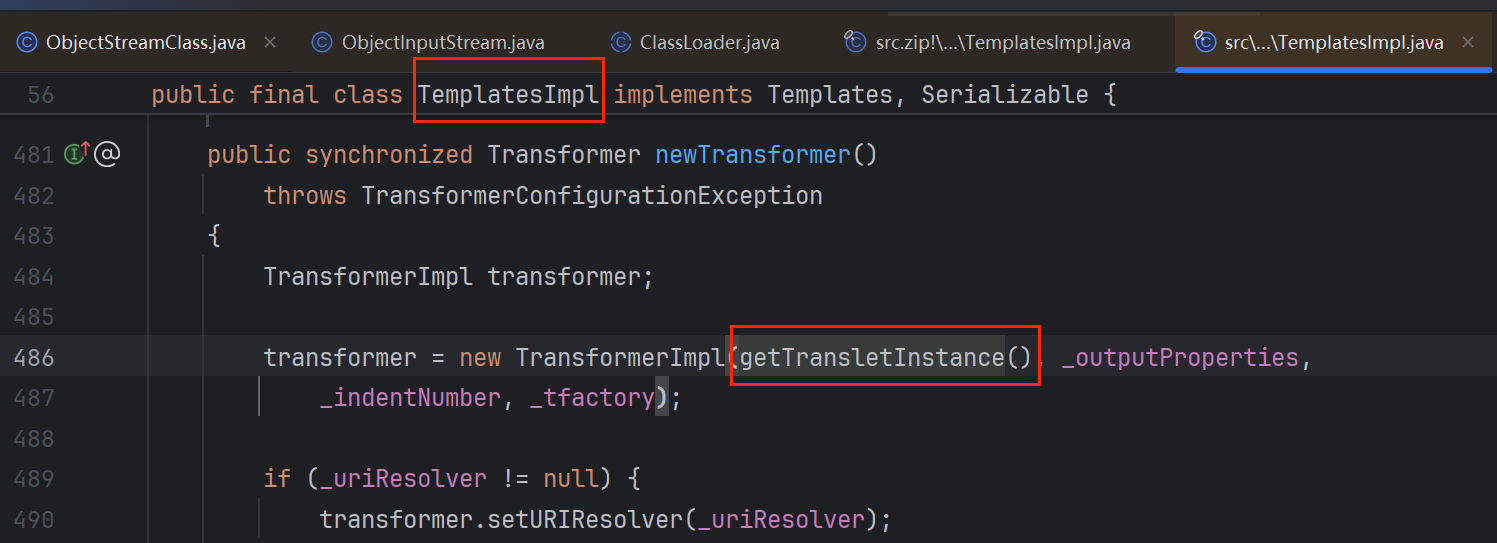 ObjectStreamClass.java × ObjectInputStream.java ClassLoader.java src.zip!\...\TemplatesImpl.java src\...\TemplatesImpl.java ×
56 public final class TemplatesImpl implements Templates, Serializable {
481 public synchronized Transformer newTransformer()
482 throws TransformerConfigurationException
483 {
484 TransformerImpl transformer;
485
486 transformer = new TransformerImpl(getTransletInstance(), _outputProperties,
487 _indentNumber, _tfactory);
488
489 if (_uriResolver != null) {
490 transformer.setURIResolver(_uriResolver);